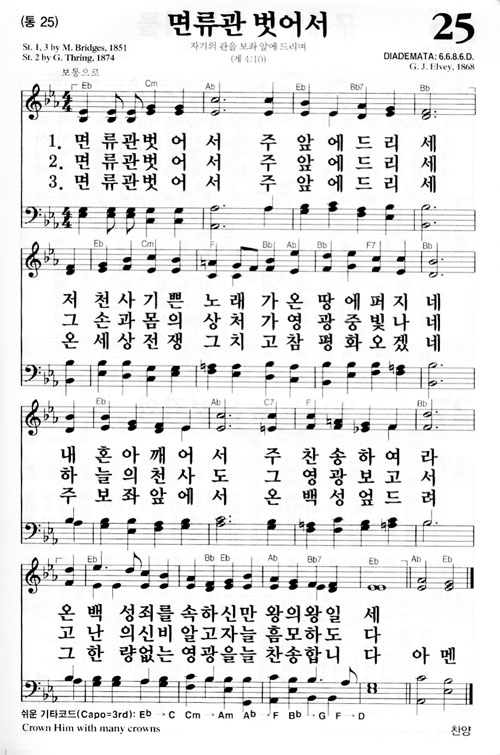 (통 25)
면류관 벗어서
25
St. 1, 3 by M. Bridges, 1851
St. 2 by G. Thring, 1874
자기의 관을 보좌 앞에 드리며
(계 4:10)
DIADEMATA: 6.6.8.6.D.
G. J. Elvey, 1868
보통으로
Eb Cm Ab Eb Bb7 Bb
1. 면 류관벗 어 서 주 앞에드리 세
2. 면 류관벗 어 서 주 앞에드리 세
3. 면 류관벗 어 서 주 앞에드리 세
Eb Cm F Bb Ab Bb F7 Bb
저 천사기쁜 노래 가온 땅에퍼지 네
그 손과몸의 상처 가영 광중빛나 네
온 세상전쟁 그치 고참 평화오겠 네
Bb Eb Ab C7 F Bbm F
내 혼아깨어 서 주 찬송하여 라
하 늘의천사 도 그 영광보고 서
주 보좌앞에 서 온 백성엎드 려
Eb Bb Bb Eb Ab Bb7 Eb Ab Eb
온 백 성죄를 속하신만 왕의왕일 세
고 난 의신비 알고자늘 흠모하도 다
그 한 량없는 영광을늘 찬송합니 다 아멘
쉬운 기타코드(Capo=3rd): Eb→C Cm→Am Ab→F Bb→G F→D
Crown Him with many crowns
찬양